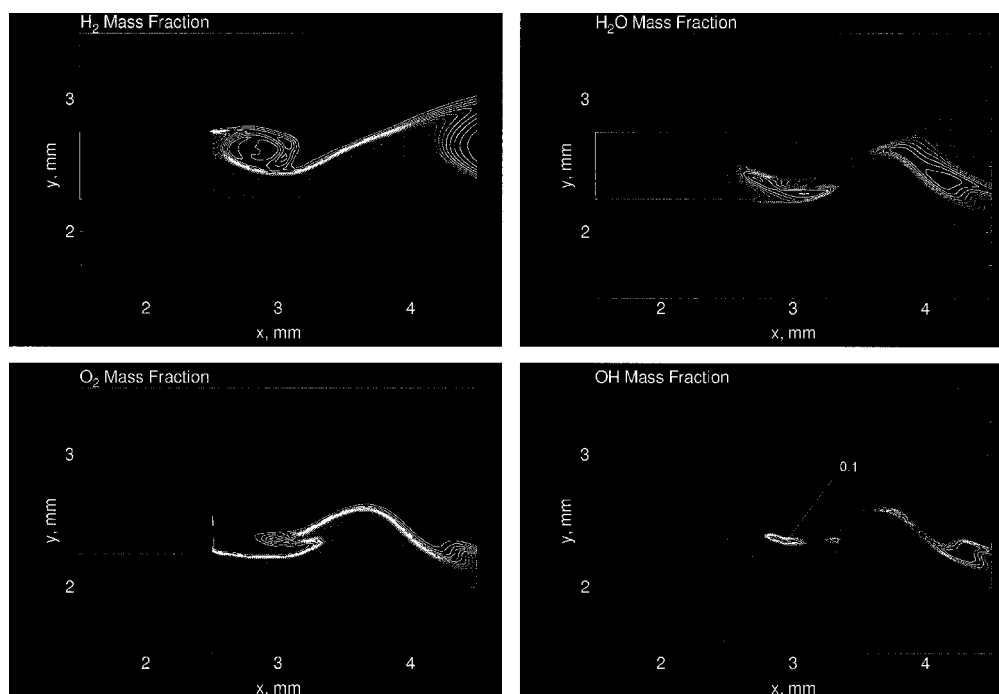 H₂ Mass Fraction
3
y, mm
2
2 3 4
x, mm
H₂O Mass Fraction
3
y, mm
2
2 3 4
x, mm
O₂ Mass Fraction
3
y, mm
2
2 3 4
x, mm
OH Mass Fraction
0.1
3
y, mm
2
2 3 4
x, mm